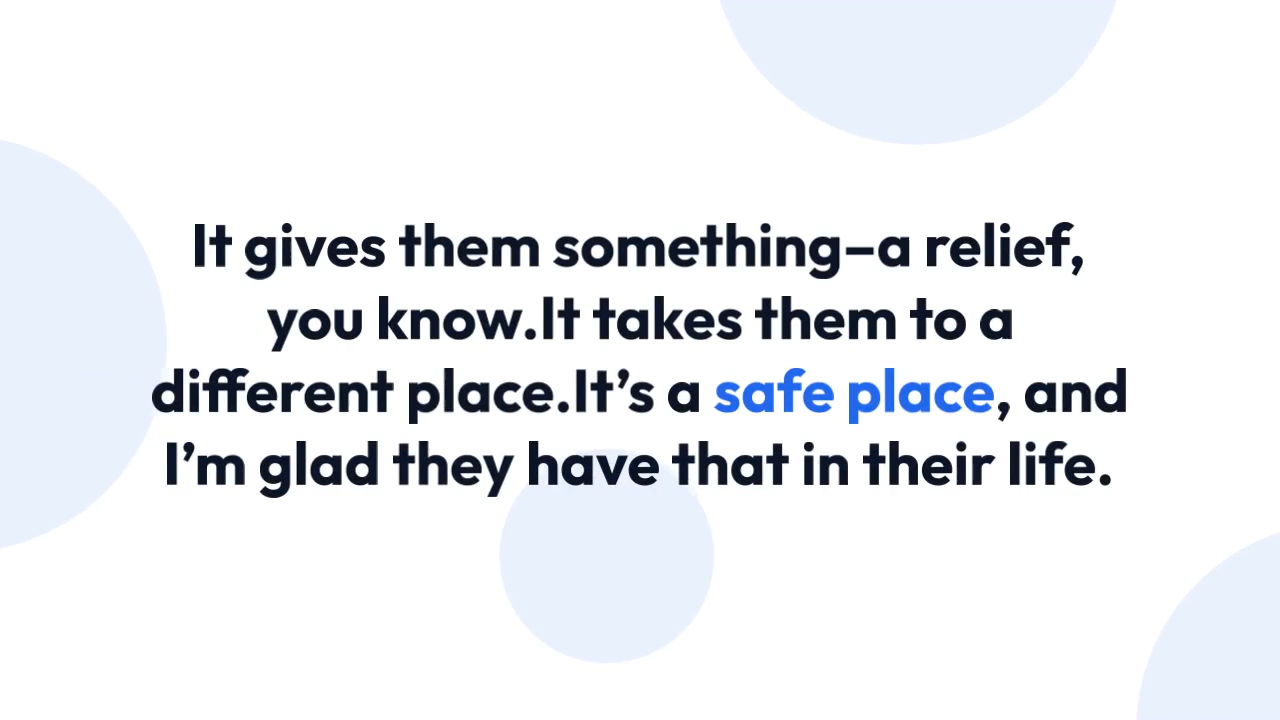 It gives them something–a relief,
you know.It takes them to a
different place.It’s a safe place, and
I’m glad they have that in their life.